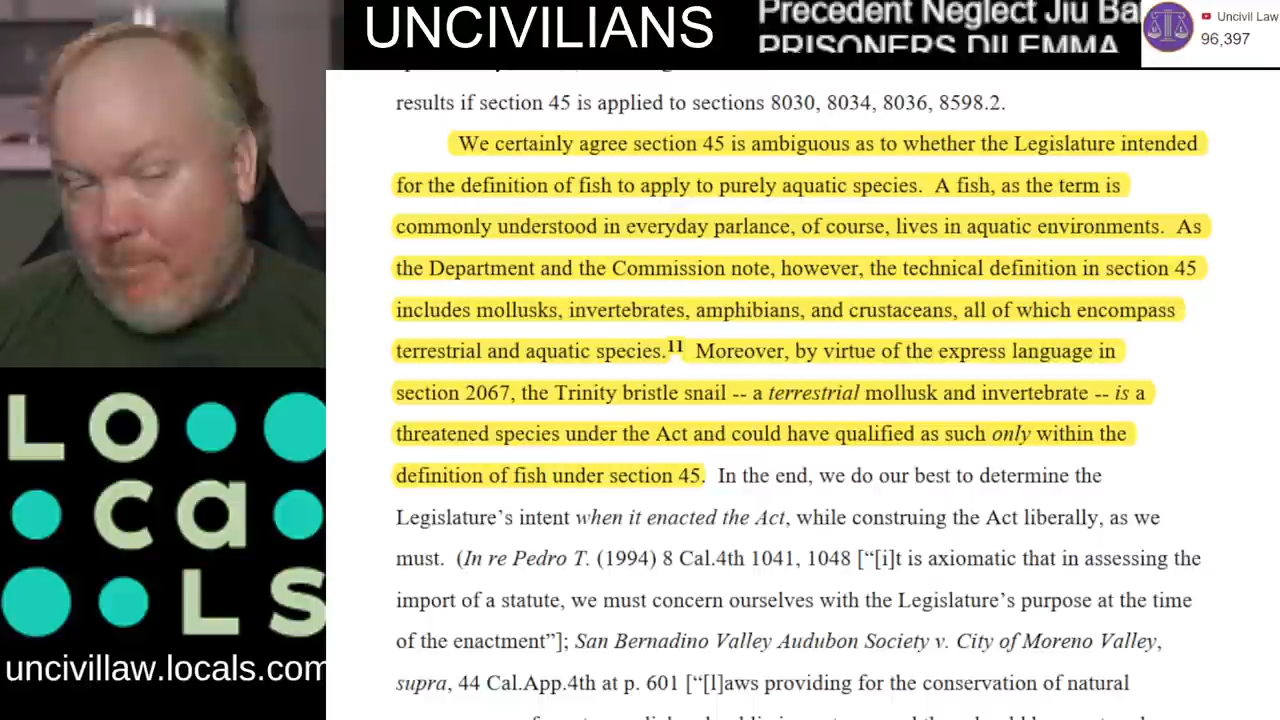 UNCIVILIANS
Precedent Neglect Jiu
PRISONERS DILEMMA
Uncivil Law
96,397
results if section 45 is applied to sections 8030, 8034, 8036, 8598.2.
We certainly agree section 45 is ambiguous as to whether the Legislature intended
for the definition of fish to apply to purely aquatic species. A fish, as the term is
commonly understood in everyday parlance, of course, lives in aquatic environments. As
the Department and the Commission note, however, the technical definition in section 45
includes mollusks, invertebrates, amphibians, and crustaceans, all of which encompass
terrestrial and aquatic species.11 Moreover, by virtue of the express language in
section 2067, the Trinity bristle snail -- a terrestrial mollusk and invertebrate -- is a
threatened species under the Act and could have qualified as such only within the
definition of fish under section 45. In the end, we do our best to determine the
Legislature's intent when it enacted the Act, while construing the Act liberally, as we
must. (In re Pedro T. (1994) 8 Cal.4th 1041, 1048 [“[i]t is axiomatic that in assessing the
import of a statute, we must concern ourselves with the Legislature's purpose at the time
of the enactment”]; San Bernadino Valley Audubon Society v. City of Moreno Valley,
supra, 44 Cal.App.4th at p. 601 [“[l]aws providing for the conservation of natural
LOCALS
uncivillaw.locals.com